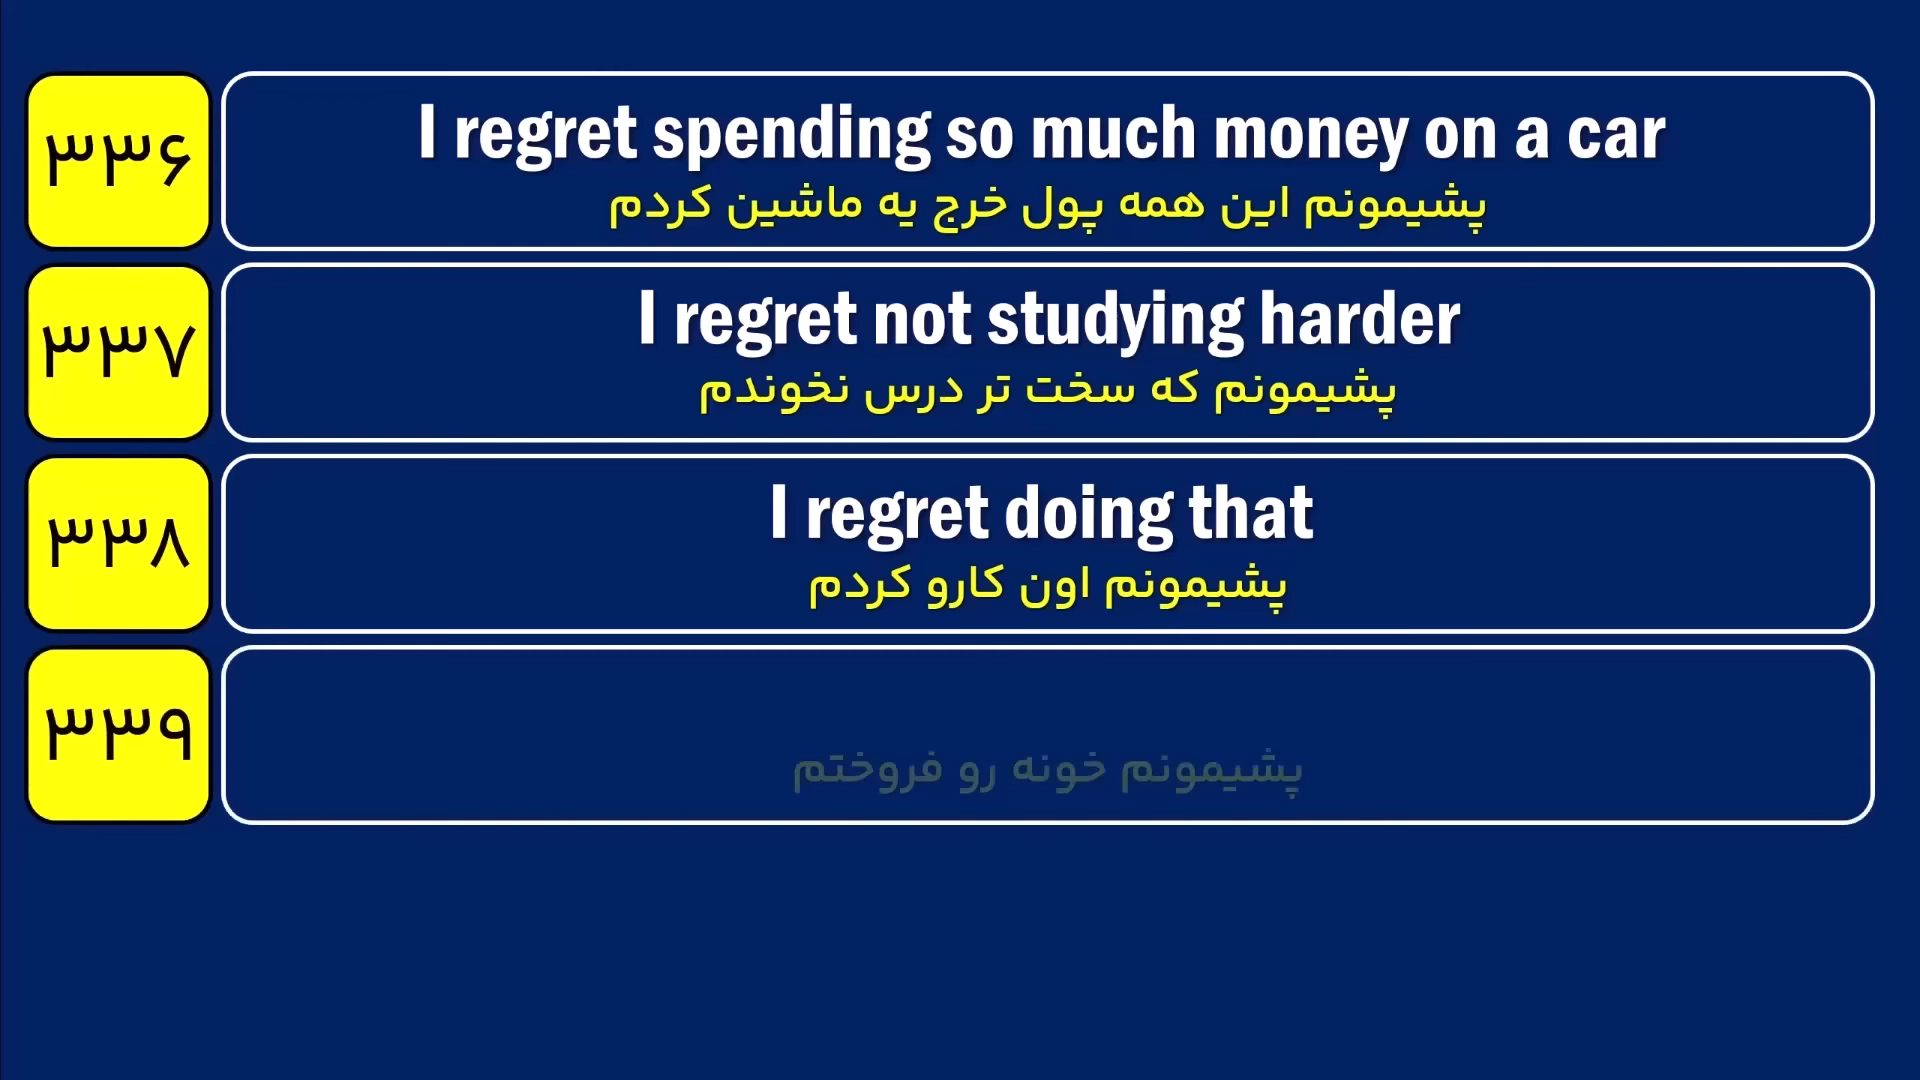 ۳۳۶
I regret spending so much money on a car
پشیمونم این همه پول خرج یه ماشین کردم
۳۳۷
I regret not studying harder
پشیمونم که سخت تر درس نخوندم
۳۳۸
I regret doing that
پشیمونم اون کارو کردم
۳۳۹
پشیمونم خونه رو فروختم